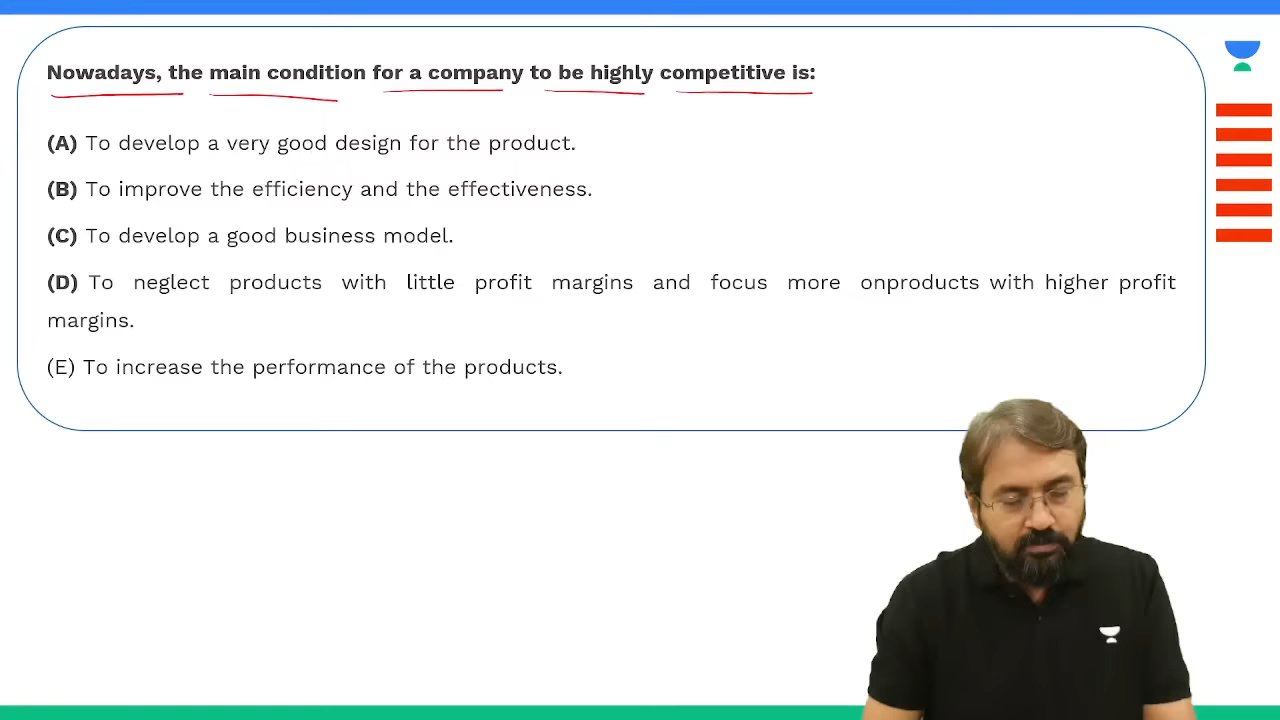 Nowadays, the main condition for a company to be highly competitive is:
(A) To develop a very good design for the product.
(B) To improve the efficiency and the effectiveness.
(C) To develop a good business model.
(D) To neglect products with little profit margins and focus more onproducts with higher profit
margins.
(E) To increase the performance of the products.